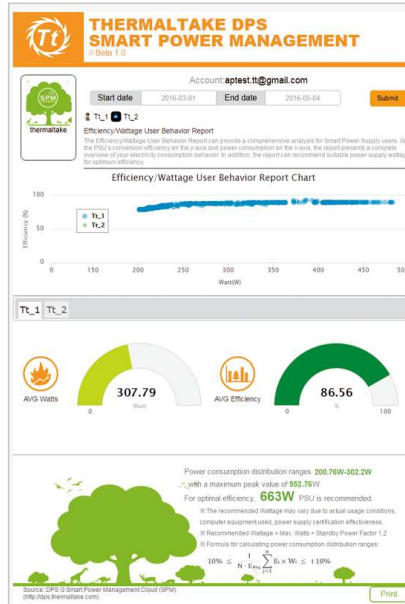 Tt
THERMALTAKE DPS
SMART POWER MANAGEMENT
// Beta 1.0
SPM
thermaltake
Account:aptest.tt@gmail.com
Start date 2016-03-01 End date 2016-05-04 Submit
Tt_1 Tt_2
Efficiency/Wattage User Behavior Report
The Efficiency/Wattage User Behavior Report can provide a comprehensive analysis for Smart Power Supply users. W
the PSU's conversion efficiency on the y-axis and power consumption on the x-axis, the report presents a complete
overview of your electricity consumption behavior. In addition, the report can recommend suitable power supply wattag
for optimum efficiency.
Efficiency/Wattage User Behavior Report Chart
Efficiency (%)
100
50
0
Tt_1
Tt_2
0 150 200 250 300 350 400 450 500
Watt(W)
Tt_1 Tt_2
AVG Watts
307.79
Watt
0
AVG Efficiency
86.56
%
0 100
Power consumption distribution ranges 200.76W-302.2W
with a maximum peak value of 552.76W
For optimal efficiency, 663W PSU is recommended.
※ The recommended Wattage may vary due to actual usage conditions,
computer equipment used, power supply certification effectiveness.
※ Recommended Wattage = Max. Watts × Standby Power Factor 1.2
※ Formula for calculating power consumption distribution ranges:
Source: DPS G Smart Power Management Cloud (SPM)
(http://dps.thermaltake.com)
Print